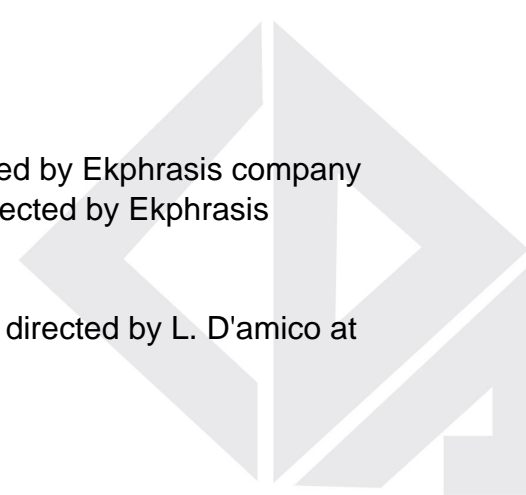 ed by Ekphrasis company
ected by Ekphrasis
directed by L. D'amico at